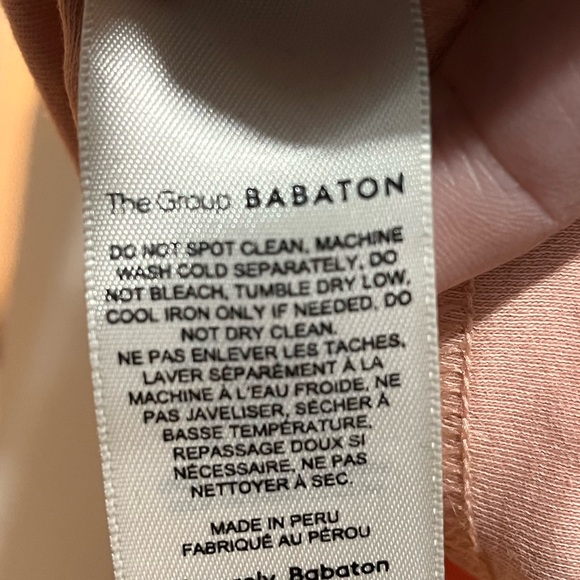 The Group BABATON
DO NOT SPOT CLEAN, MACHINE
WASH COLD SEPARATELY, DO
NOT BLEACH, TUMBLE DRY LOW,
COOL IRON ONLY IF NEEDED, DO
NOT DRY CLEAN.
NE PAS ENLEVER LES TACHES,
LAVER SÉPARÉMENT À LA
MACHINE À L'EAU FROIDE, NE
PAS JAVELISER, SÉCHER À
BASSE TEMPÉRATURE,
REPASSAGE DOUX SI
NÉCESSAIRE, NE PAS
NETTOYER À SEC.
MADE IN PERU
FABRIQUÉ AU PÉROU
Babaton